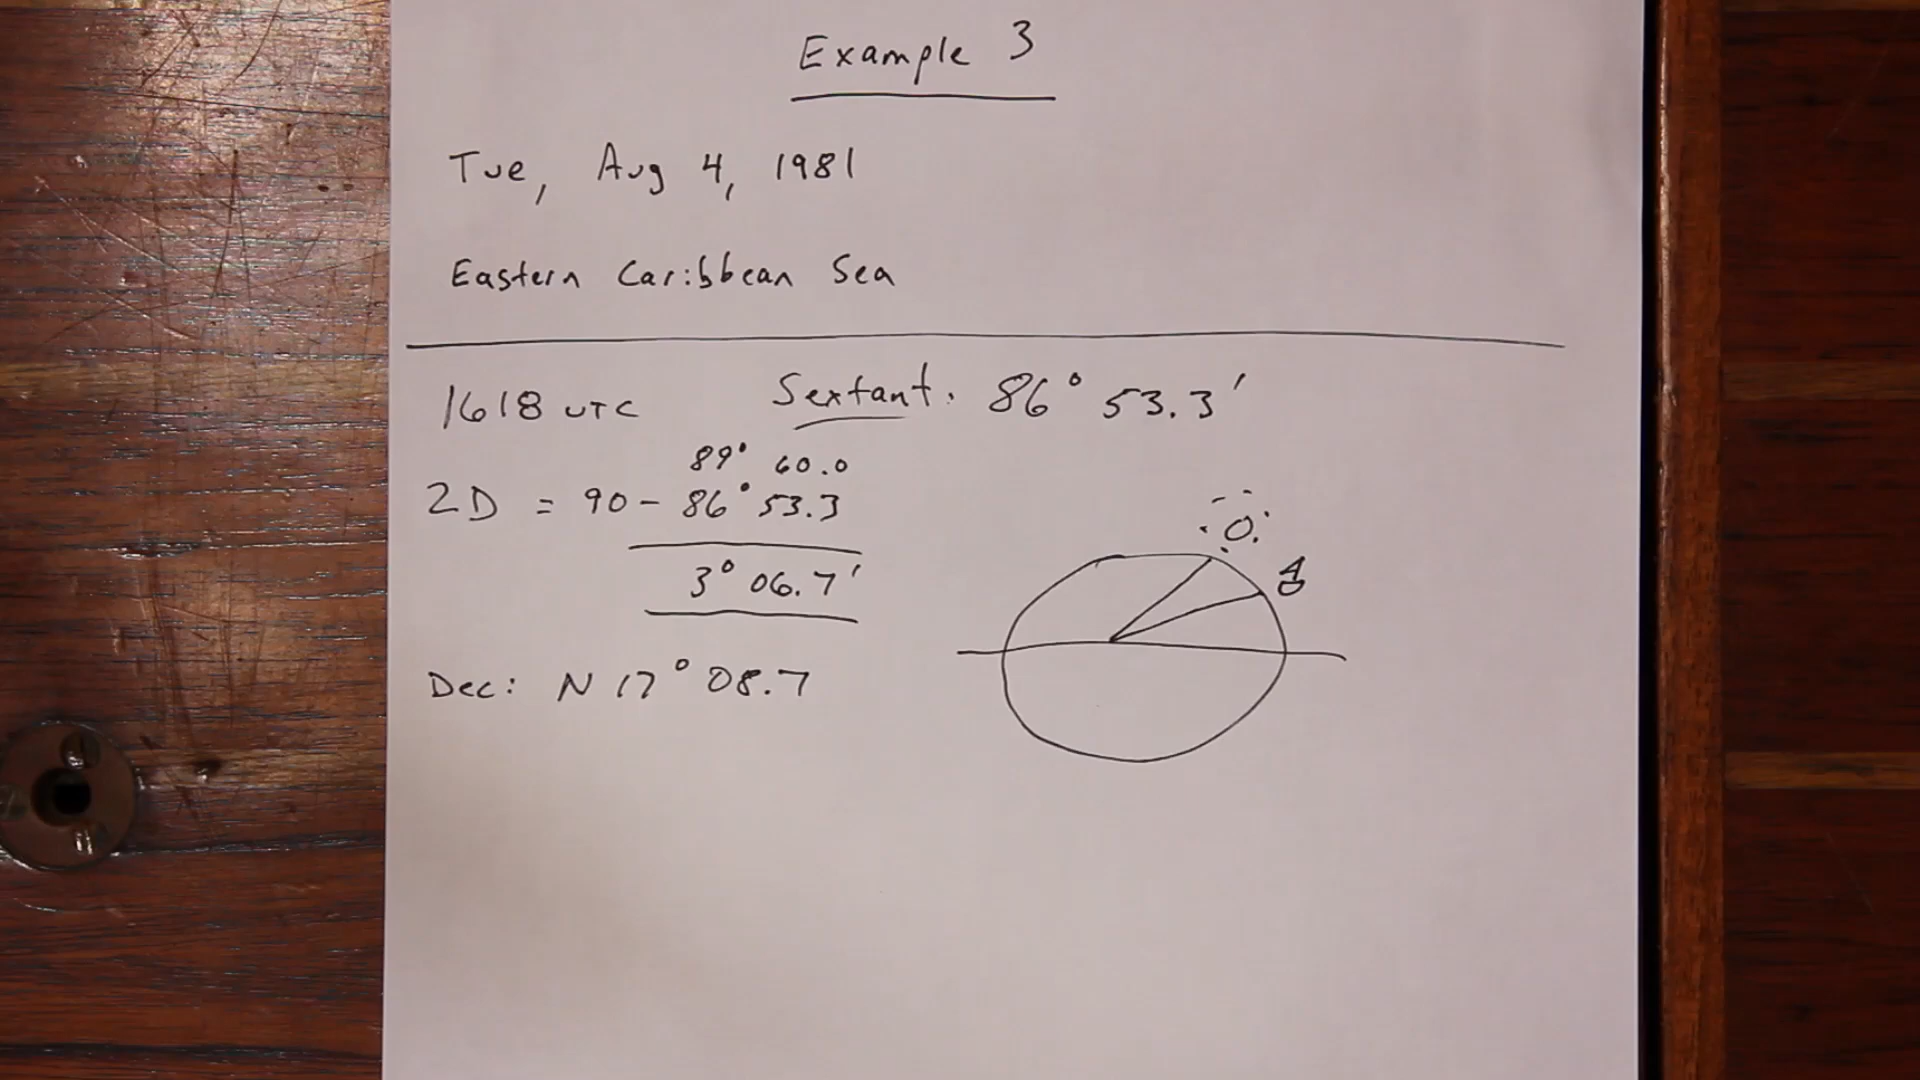 Example 3
Tue, Aug 4, 1981
Eastern Caribbean Sea
1618 UTC Sextant. 86° 53.3'
89° 60.0
ZD = 90 - 86° 53.3
3° 06.7'
Dec: N 17° 08.7